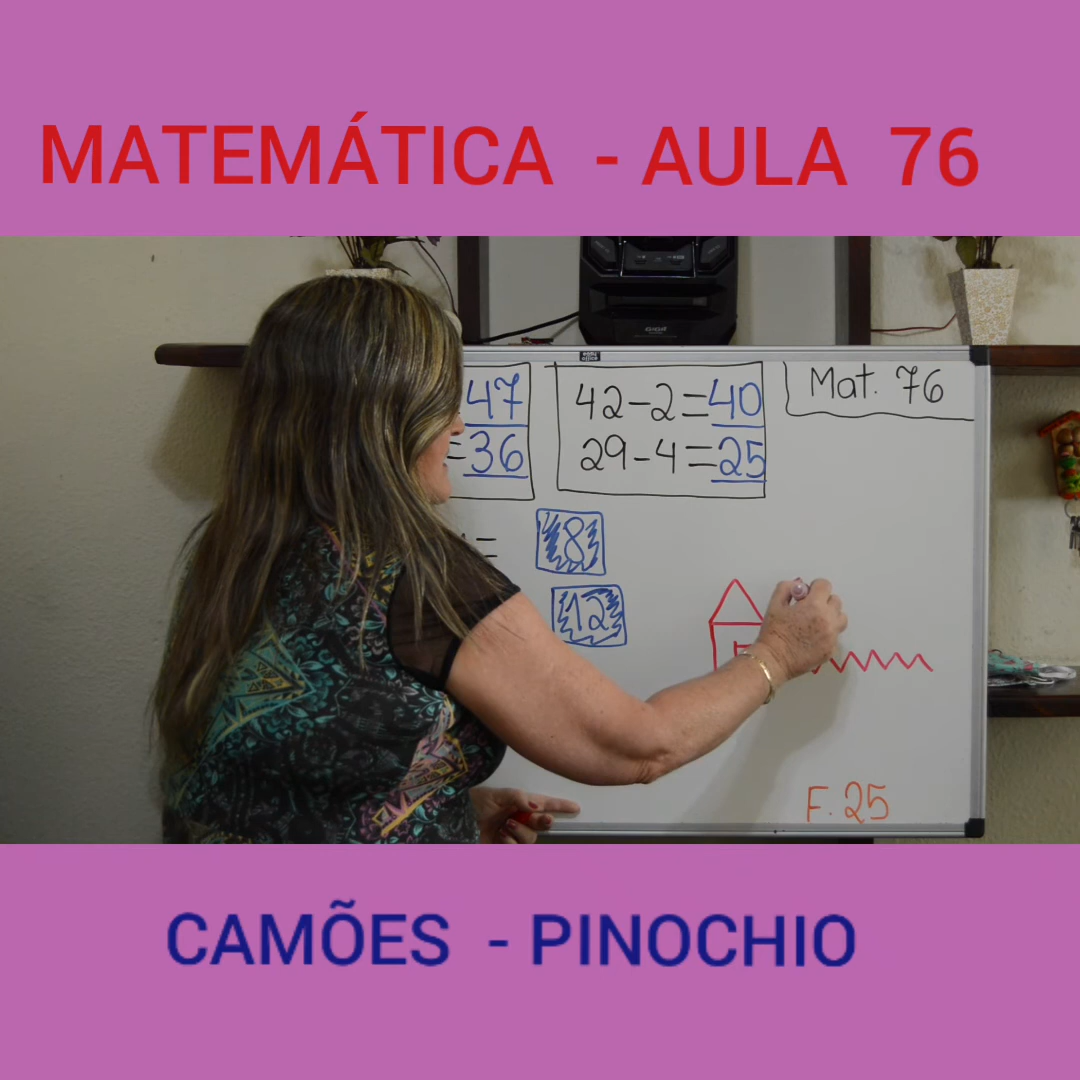 MATEMÁTICA - AULA 76
47
=36
42-2=40
29-4=25
Mat. 76
=
8
12
F. 25
CAMÕES - PINOCHIO